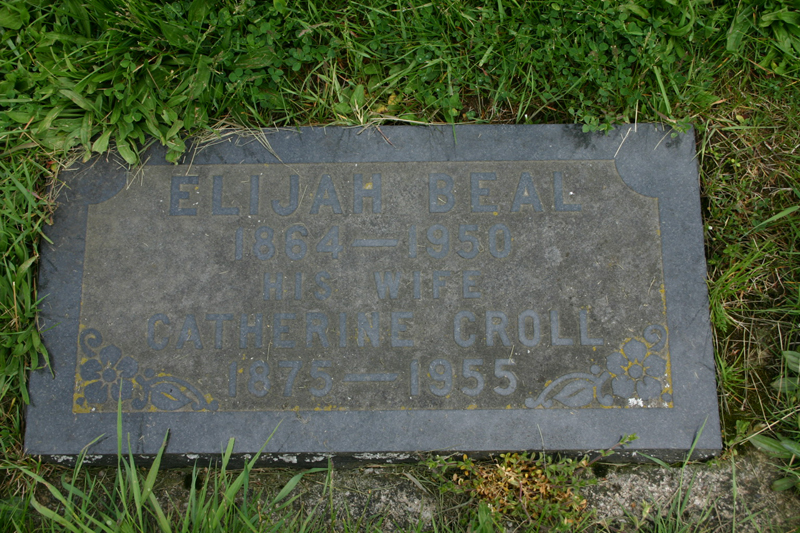 ELIJAH BEAL
1864—1950
HIS WIFE
CATHERINE CROLL
1875—1955